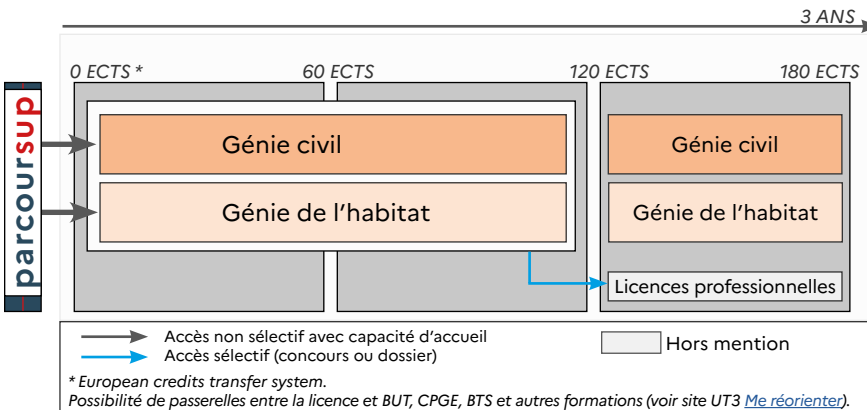 3 ANS
0 ECTS *
60 ECTS
120 ECTS
180 ECTS
parcoursup
Génie civil
Génie civil
Génie de l'habitat
Génie de l'habitat
Licences professionnelles
Accès non sélectif avec capacité d'accueil
Accès sélectif (concours ou dossier)
Hors mention
* European credits transfer system.
Possibilité de passerelles entre la licence et BUT, CPGE, BTS et autres formations (voir site UT3 Me réorienter).